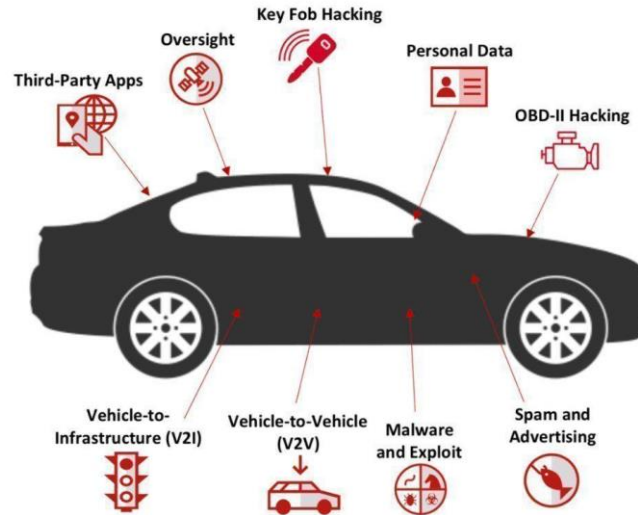 Key Fob Hacking
Oversight
Personal Data
Third-Party Apps
OBD-II Hacking
Vehicle-to-
Infrastructure (V2I)
Vehicle-to-Vehicle
(V2V)
Malware
and Exploit
Spam and
Advertising